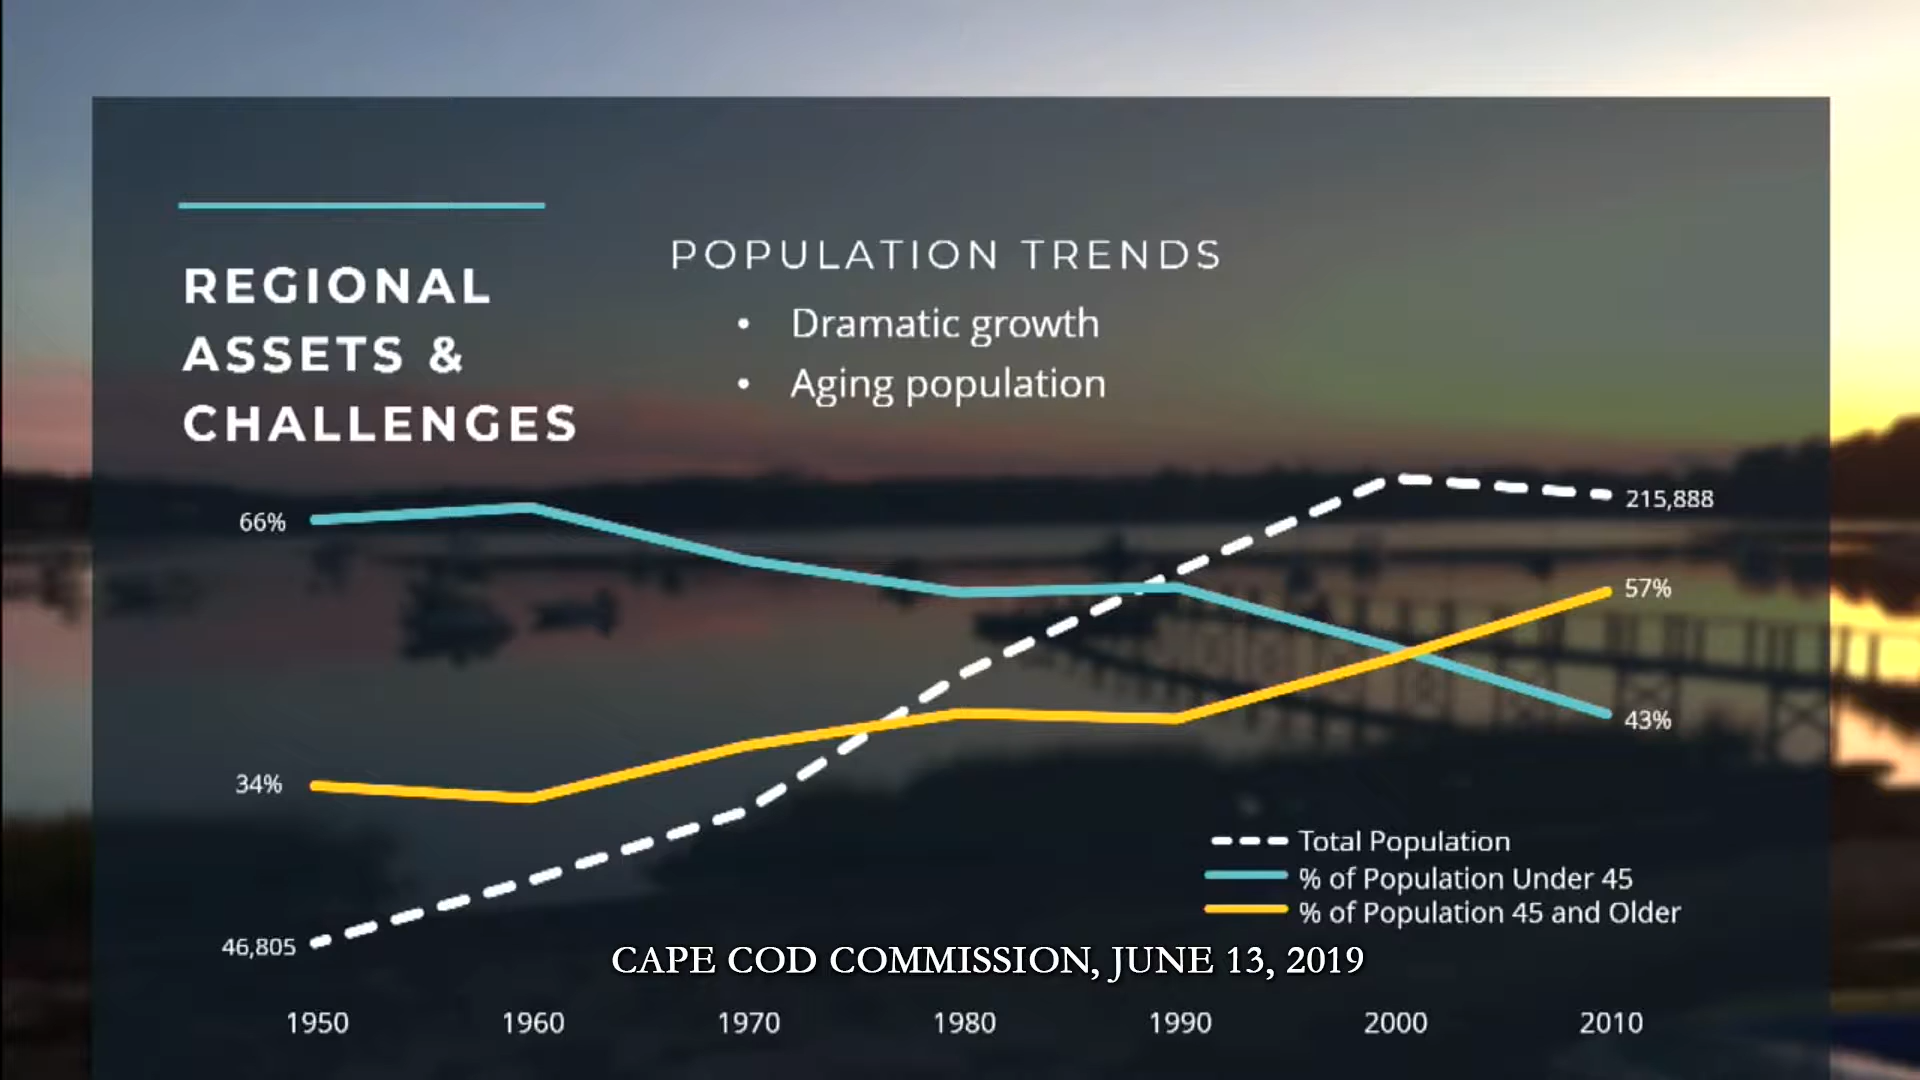 REGIONAL
ASSETS &
CHALLENGES
POPULATION TRENDS
• Dramatic growth
• Aging population
66%
34%
46,805
215,888
57%
43%
Total Population
% of Population Under 45
% of Population 45 and Older
CAPE COD COMMISSION, JUNE 13, 2019
1950 1960 1970 1980 1990 2000 2010